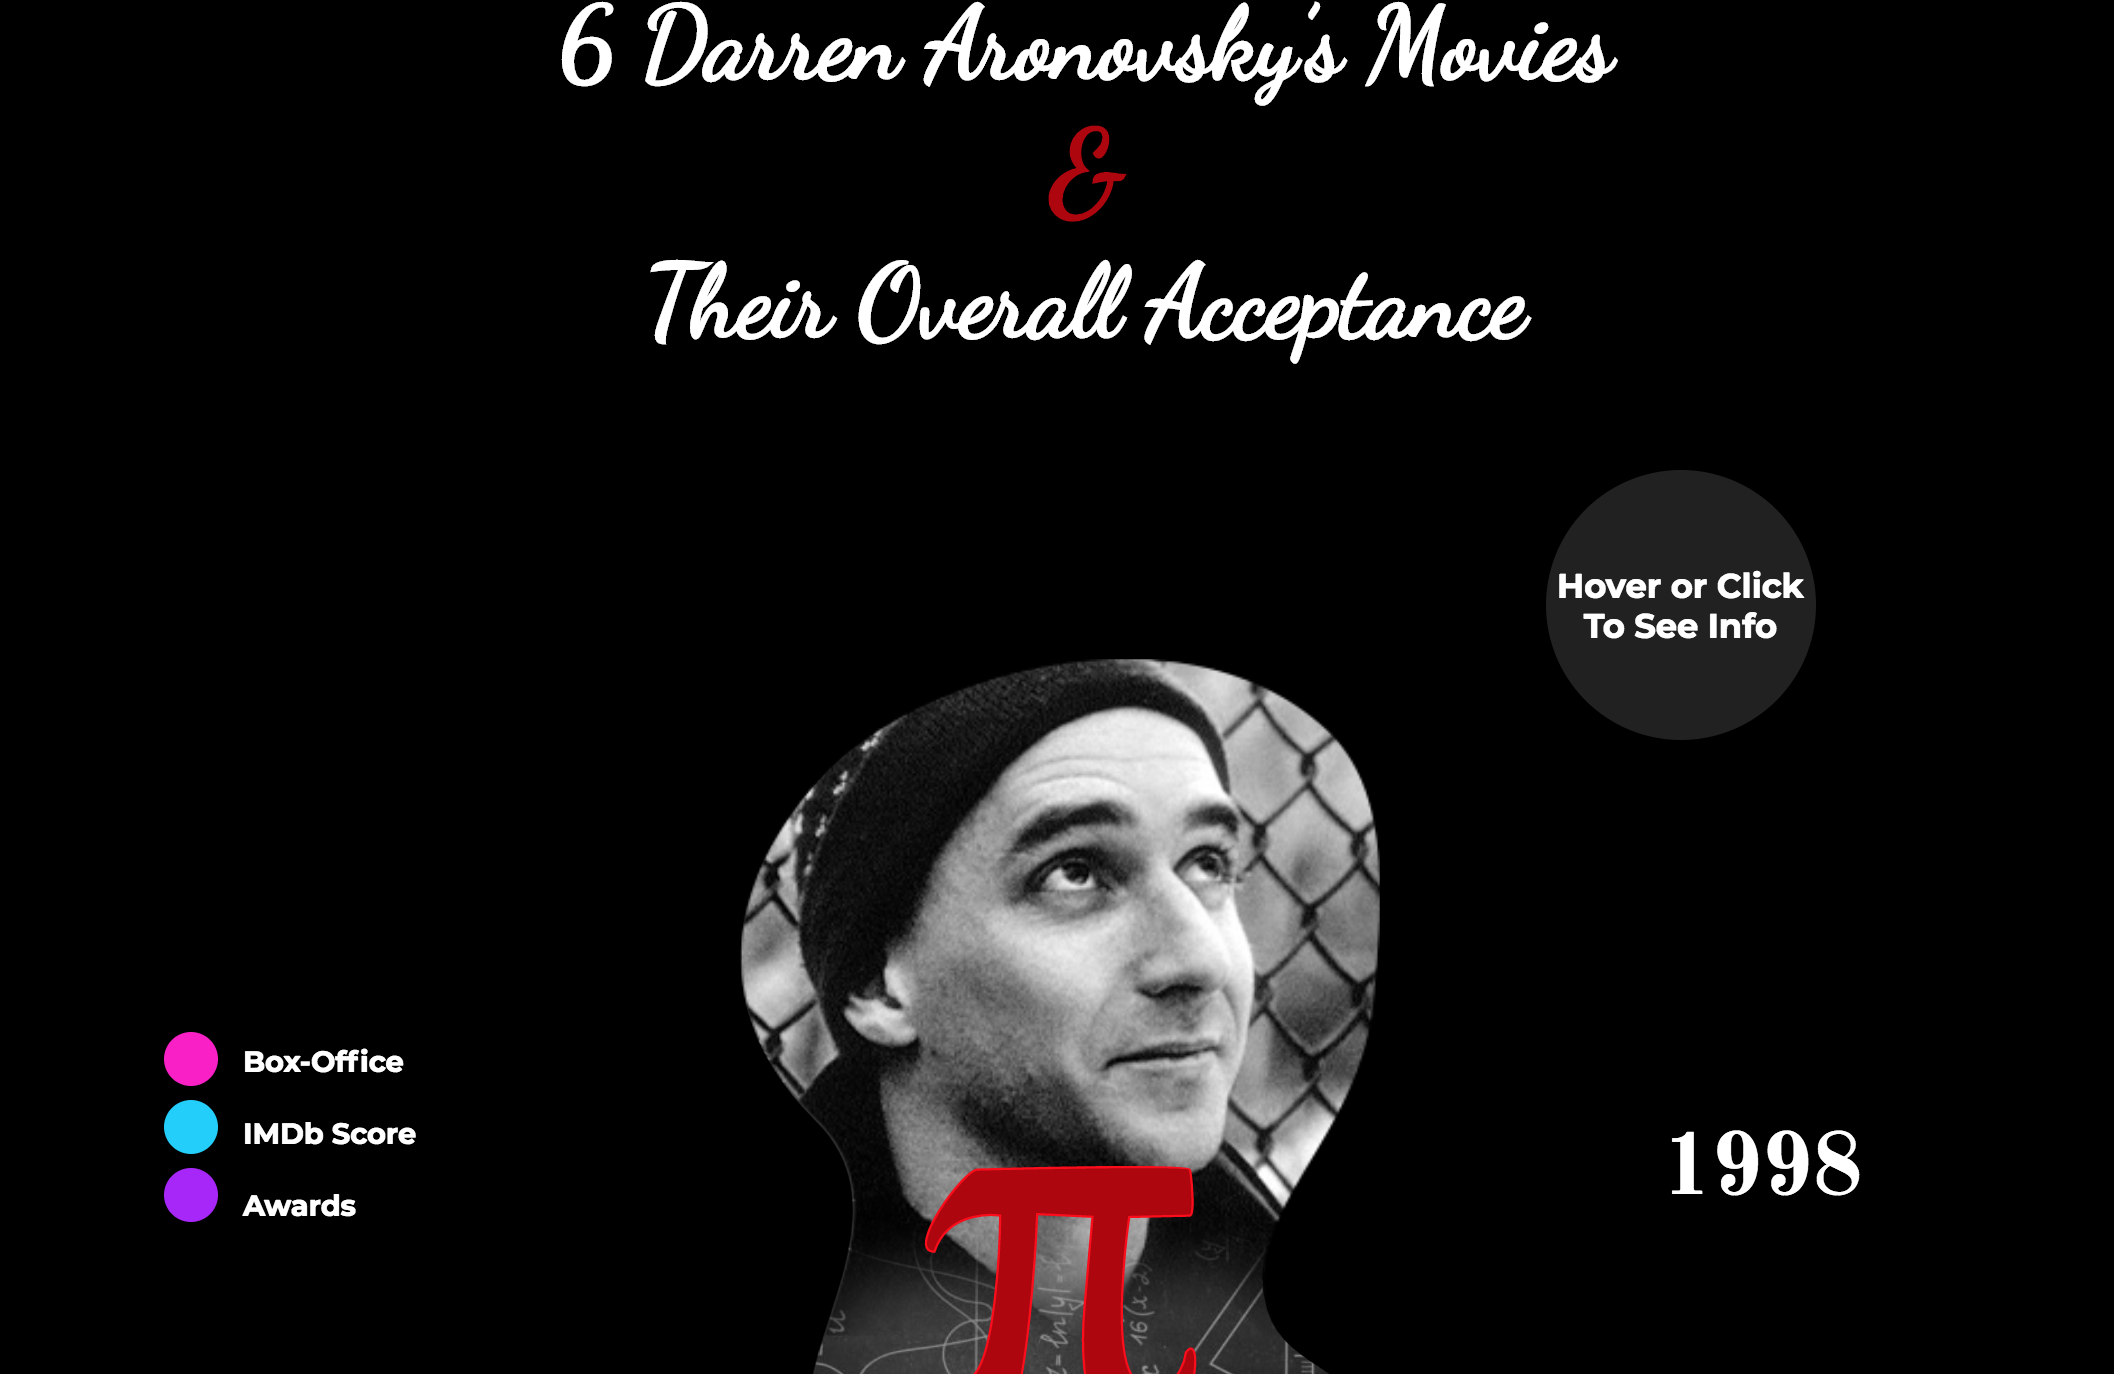 6 Darren Aronovsky's Movies
&
Their Overall Acceptance
Hover or Click
To See Info
Box-Office
IMDb Score
Awards
1998
π